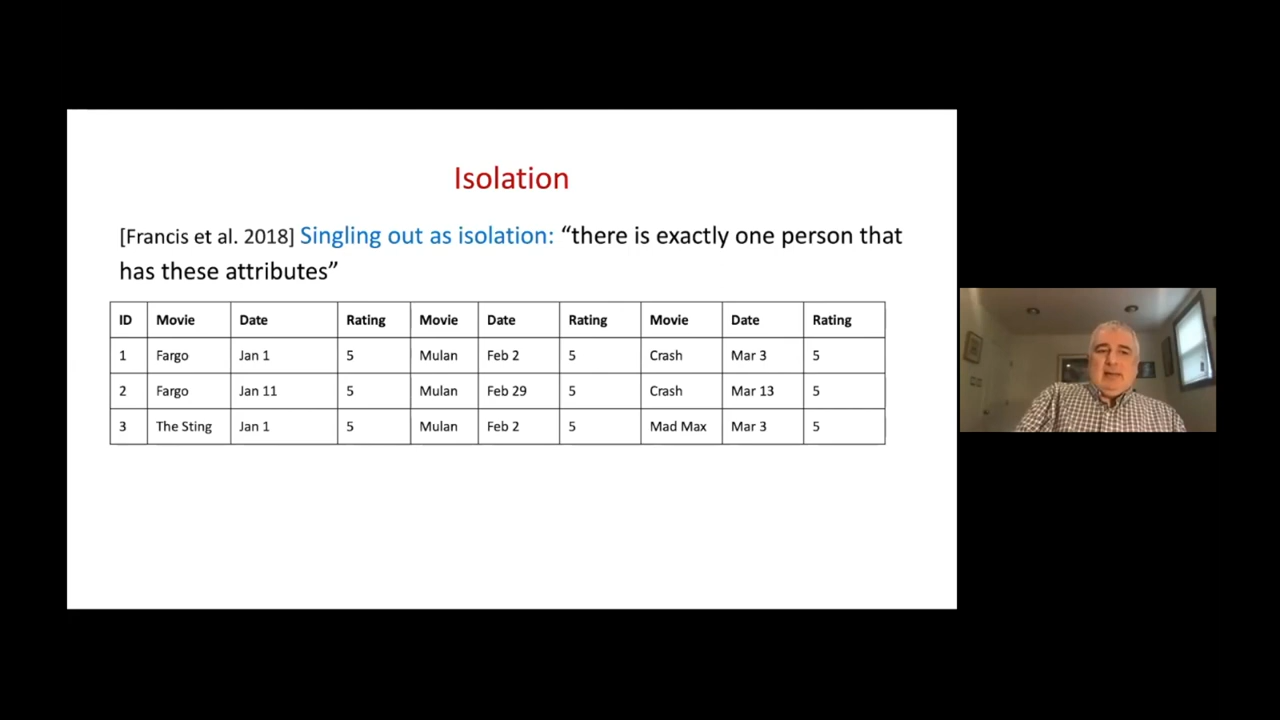 Isolation
[Francis et al. 2018] Singling out as isolation: “there is exactly one person that
has these attributes”
ID Movie Date Rating Movie Date Rating Movie Date Rating
1 Fargo Jan 1 5 Mulan Feb 2 5 Crash Mar 3 5
2 Fargo Jan 11 5 Mulan Feb 29 5 Crash Mar 13 5
3 The Sting Jan 1 5 Mulan Feb 2 5 Mad Max Mar 3 5